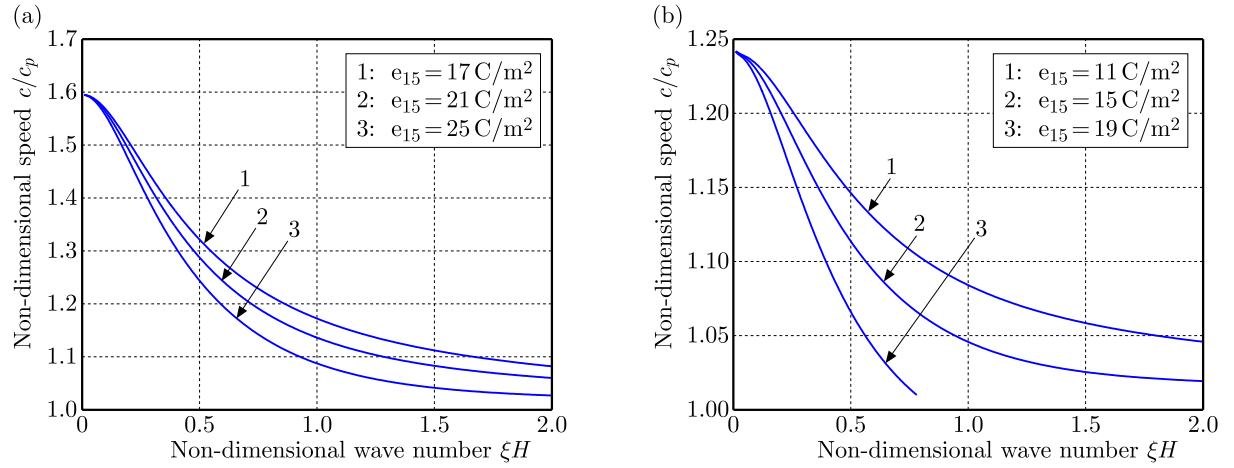 (a)
Non-dimensional speed c/cₚ
1.7
1.6
1.5
1.4
1.3
1.2
1.1
1.0
1: e₁₅ = 17 C/m²
2: e₁₅ = 21 C/m²
3: e₁₅ = 25 C/m²
1
2
3
0 0.5 1.0 1.5 2.0
Non-dimensional wave number ξH
(b)
Non-dimensional speed c/cₚ
1.25
1.20
1.15
1.10
1.05
1.00
1: e₁₅ = 11 C/m²
2: e₁₅ = 15 C/m²
3: e₁₅ = 19 C/m²
1
2
3
0 0.5 1.0 1.5 2.0
Non-dimensional wave number ξH